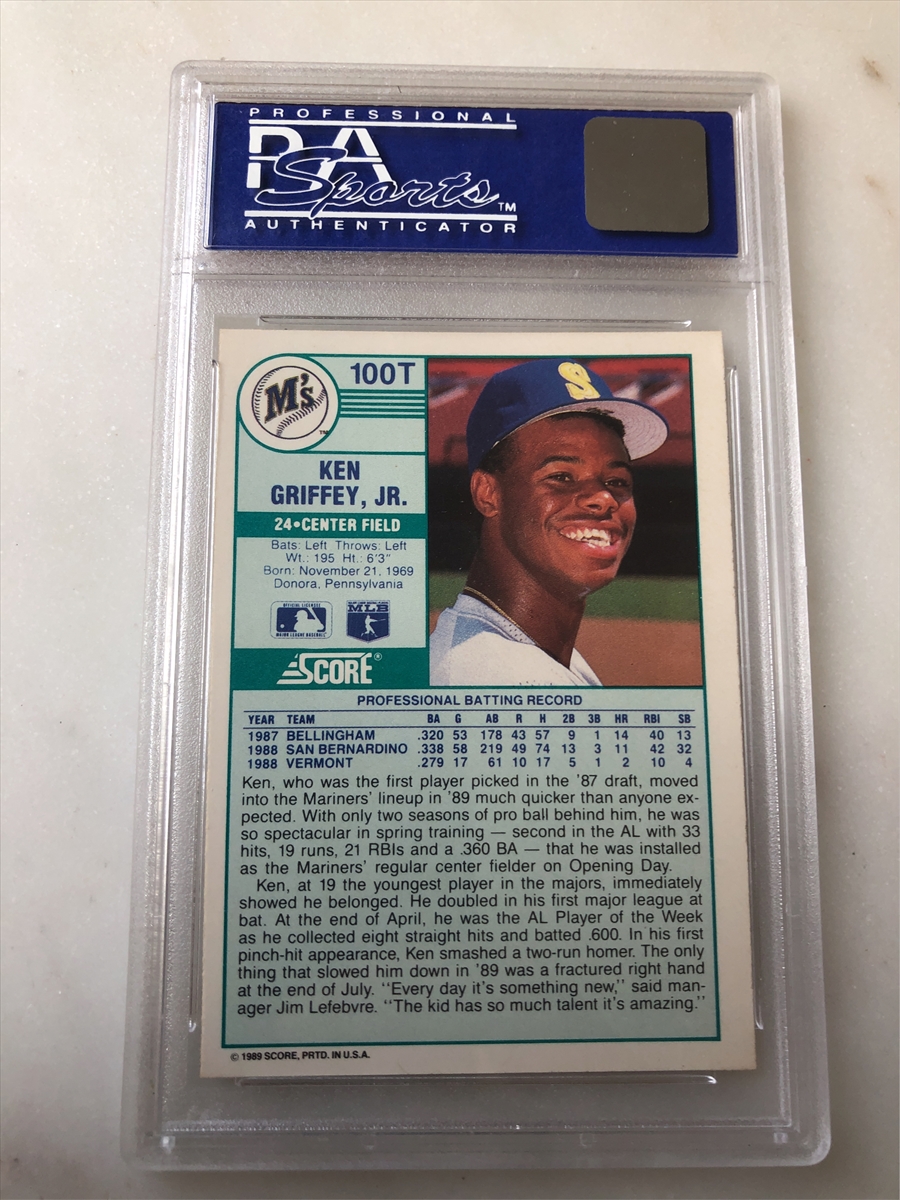 PROFESSIONAL
PSA
Sports™
AUTHENTICATOR
M's™
100T
S
KEN
GRIFFEY, JR.
24•CENTER FIELD
Bats: Left Throws: Left
Wt.: 195 Ht.: 6'3"
Born: November 21, 1969
Donora, Pennsylvania
OFFICIAL LICENSEE
MAJOR LEAGUE BASEBALL
MLB
SCORE®
PROFESSIONAL BATTING RECORD
YEAR TEAM BA G AB R H 2B 3B HR RBI SB
1987 BELLINGHAM .320 53 178 43 57 9 1 14 40 13
1988 SAN BERNARDINO .338 58 219 49 74 13 3 11 42 32
1988 VERMONT .279 17 61 10 17 5 1 2 10 4
Ken, who was the first player picked in the '87 draft, moved
into the Mariners' lineup in '89 much quicker than anyone ex-
pected. With only two seasons of pro ball behind him, he was
so spectacular in spring training — second in the AL with 33
hits, 19 runs, 21 RBIs and a .360 BA — that he was installed
as the Mariners' regular center fielder on Opening Day.
Ken, at 19 the youngest player in the majors, immediately
showed he belonged. He doubled in his first major league at
bat. At the end of April, he was the AL Player of the Week
as he collected eight straight hits and batted .600. In his first
pinch-hit appearance, Ken smashed a two-run homer. The only
thing that slowed him down in '89 was a fractured right hand
at the end of July. "Every day it's something new," said man-
ager Jim Lefebvre. "The kid has so much talent it's amazing."
© 1989 SCORE, PRTD. IN U.S.A.